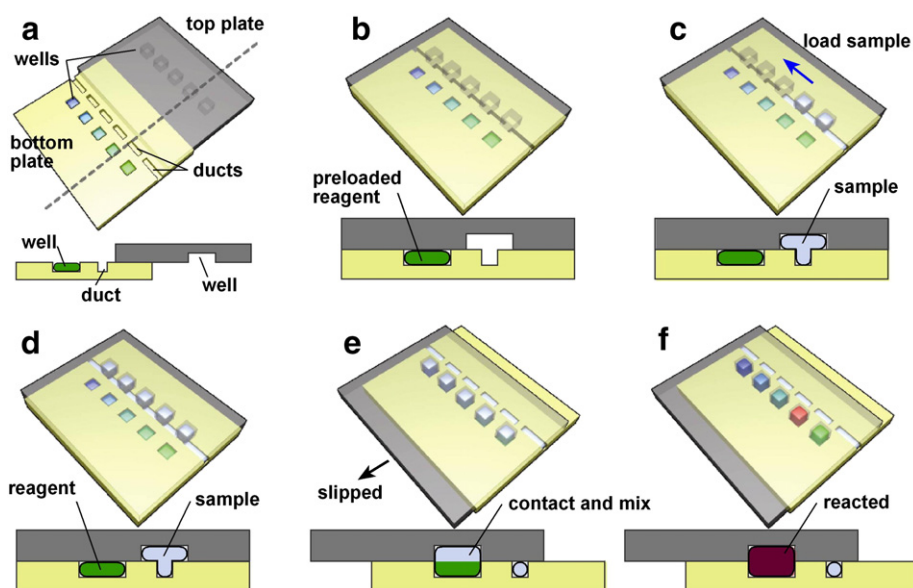 a
top plate
wells
bottom
plate
ducts
well
duct
well
b
preloaded
reagent
c
load sample
sample
d
reagent
sample
e
slipped
contact and mix
f
reacted